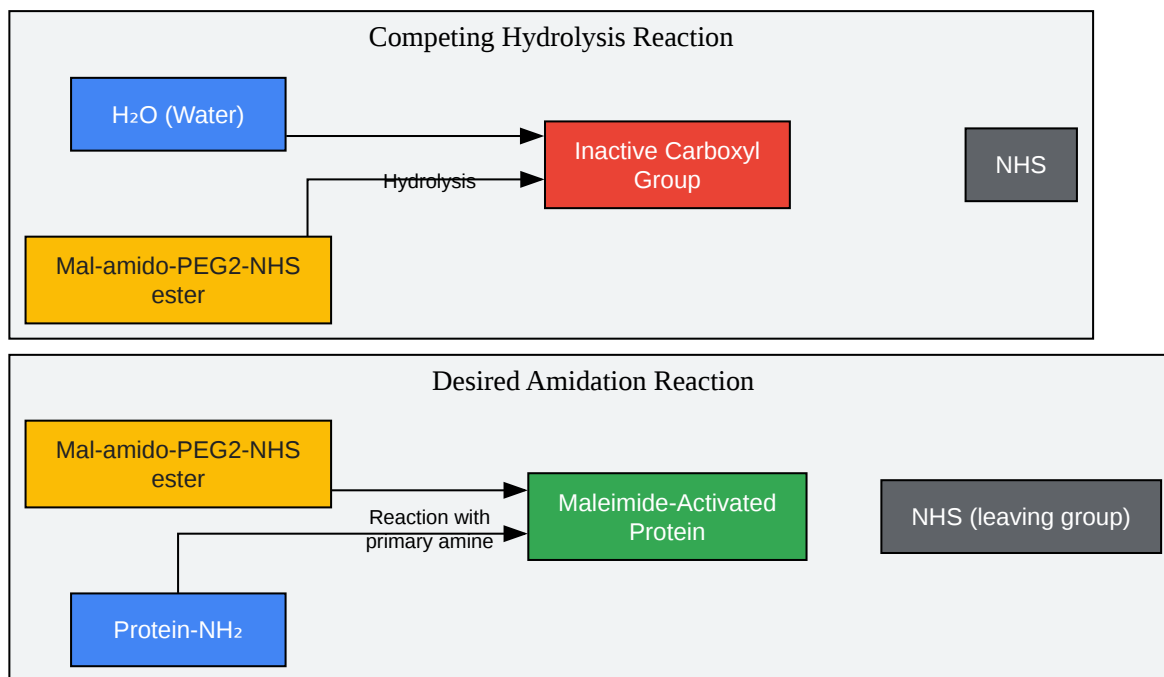 Competing Hydrolysis Reaction
H₂O (Water)
Inactive Carboxyl
Group
NHS
Hydrolysis
Mal-amido-PEG2-NHS
ester
Desired Amidation Reaction
Mal-amido-PEG2-NHS
ester
Maleimide-Activated
Protein
NHS (leaving group)
Reaction with
primary amine
Protein-NH₂